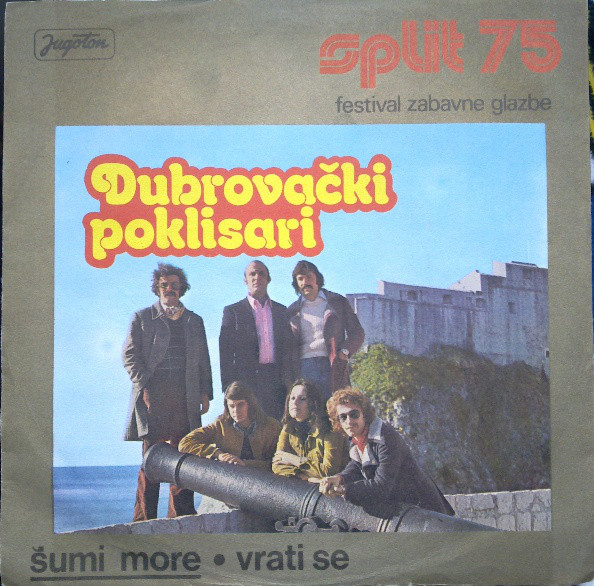 Jugoton
split 75
festival zabavne glazbe
Dubrovački
poklisari
šumi more • vrati se